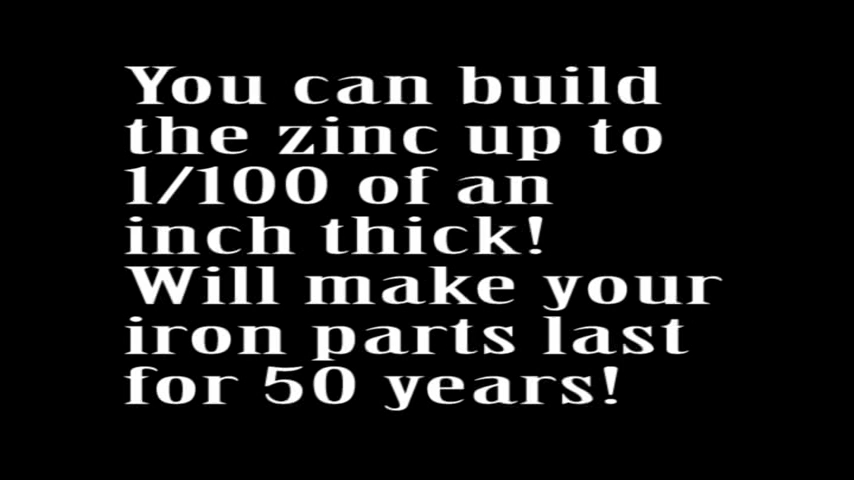 You can build
the zinc up to
1/100 of an
inch thick!
Will make your
iron parts last
for 50 years!